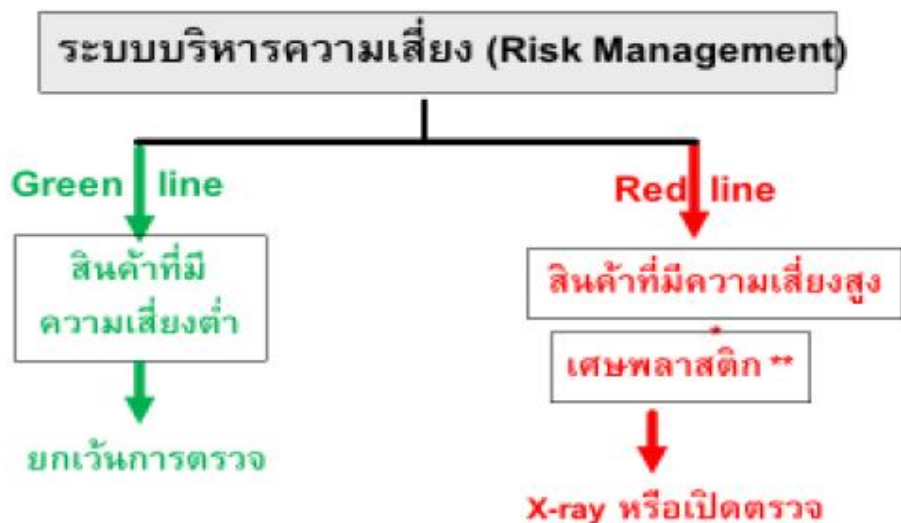 ระบบบริหารความเสี่ยง (Risk Management)
Green line
สินค้าที่มี
ความเสี่ยงต่ำ
ยกเว้นการตรวจ
Red line
สินค้าที่มีความเสี่ยงสูง
*
เศษพลาสติก **
X-ray หรือเปิดตรวจ